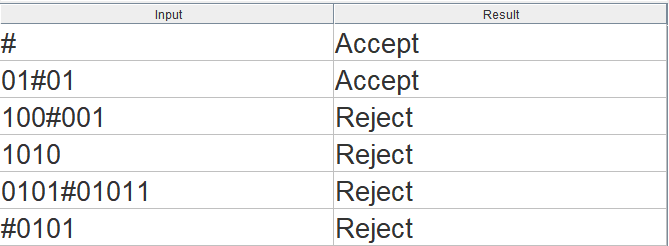 Input Result
# Accept
01#01 Accept
100#001 Reject
1010 Reject
0101#01011 Reject
#0101 Reject